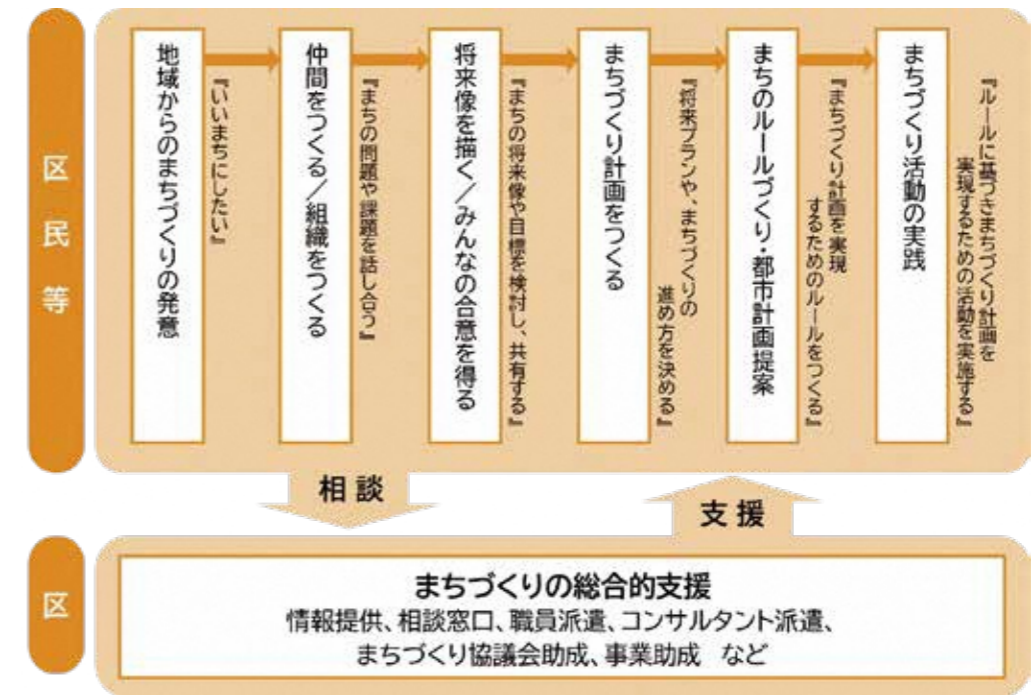 区民等
地域からのまちづくりの発意
『いいまちにしたい』
仲間をつくる/組織をつくる
『まちの問題や課題を話し合う』
将来像を描く/みんなの合意を得る
『まちの将来像や目標を検討し、共有する』
まちづくり計画をつくる
『将来プランや、まちづくりの
進め方を決める』
まちのルールづくり・都市計画提案
『まちづくり計画を実現
するためのルールをつくる』
まちづくり活動の実践
『ルールに基づきまちづくり計画を
実現するための活動を実施する』
相談
支援
区
まちづくりの総合的支援
情報提供、相談窓口、職員派遣、コンサルタント派遣、
まちづくり協議会助成、事業助成 など